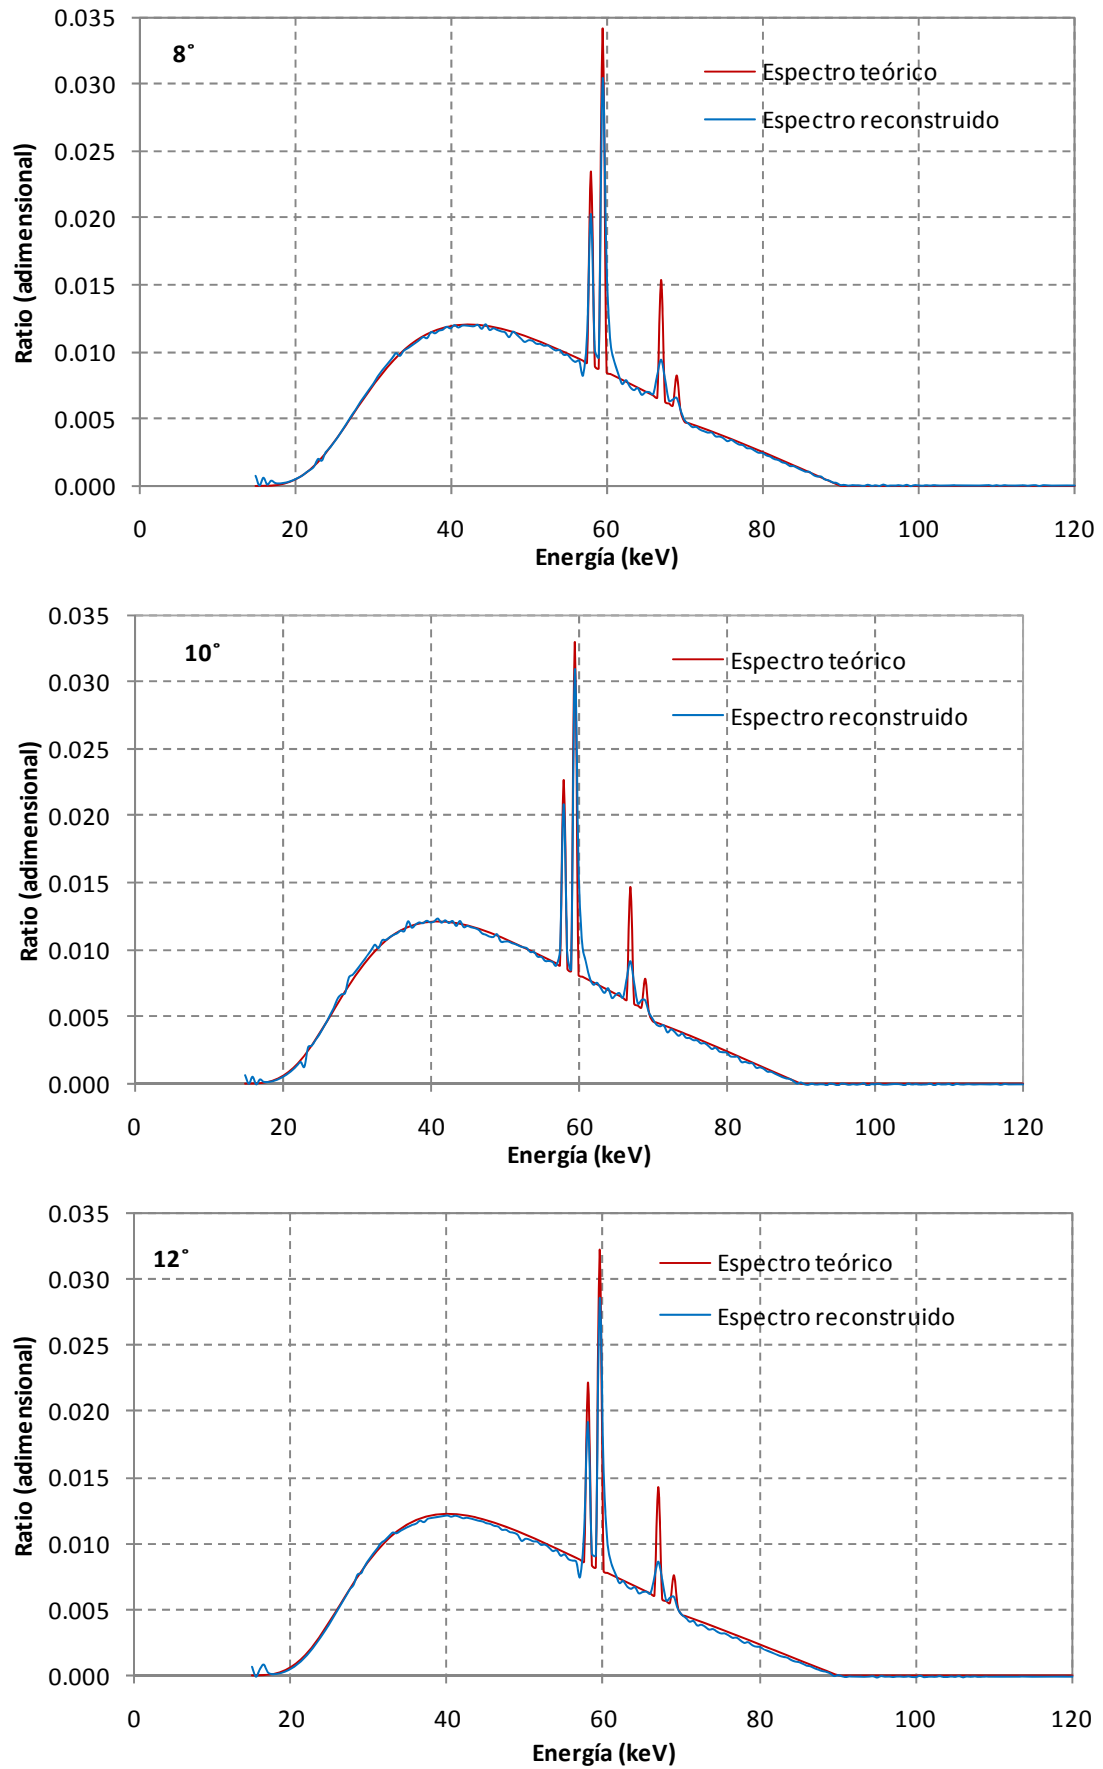 0.035
8°
Espectro teórico
0.030
Espectro reconstruido
0.025
0.020
0.015
0.010
0.005
0.000
Ratio (adimensional)
0 20 40 60 80 100 120
Energía (keV)
0.035
10°
Espectro teórico
0.030
Espectro reconstruido
0.025
0.020
0.015
0.010
0.005
0.000
Ratio (adimensional)
0 20 40 60 80 100 120
Energía (keV)
0.035
12°
Espectro teórico
0.030
Espectro reconstruido
0.025
0.020
0.015
0.010
0.005
0.000
Ratio (adimensional)
0 20 40 60 80 100 120
Energía (keV)